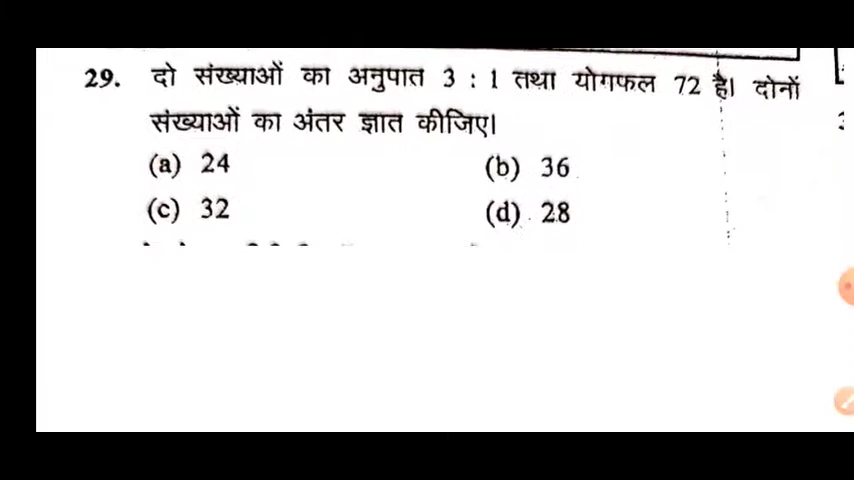 29. दो संख्याओं का अनुपात 3 : 1 तथा योगफल 72 है। दोनों
संख्याओं का अंतर ज्ञात कीजिए।
(a) 24 (b) 36
(c) 32 (d) 28